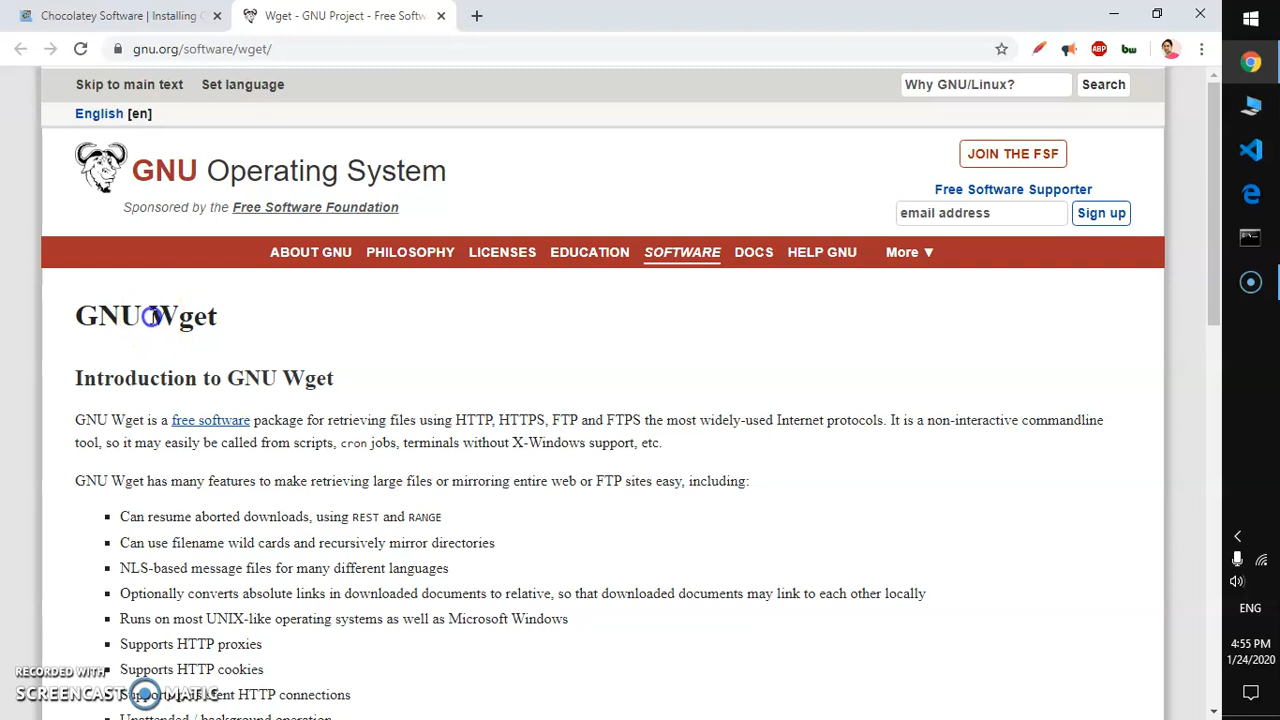 Chocolatey Software | Installing C
Wget - GNU Project - Free Softw
gnu.org/software/wget/
ABP
bw
Skip to main text Set language
Why GNU/Linux? Search
English [en]
GNU Operating System
JOIN THE FSF
Sponsored by the Free Software Foundation
Free Software Supporter
email address Sign up
ABOUT GNU PHILOSOPHY LICENSES EDUCATION SOFTWARE DOCS HELP GNU More ▼
GNU Wget
Introduction to GNU Wget
GNU Wget is a free software package for retrieving files using HTTP, HTTPS, FTP and FTPS the most widely-used Internet protocols. It is a non-interactive commandline
tool, so it may easily be called from scripts, cron jobs, terminals without X-Windows support, etc.
GNU Wget has many features to make retrieving large files or mirroring entire web or FTP sites easy, including:
Can resume aborted downloads, using REST and RANGE
Can use filename wild cards and recursively mirror directories
NLS-based message files for many different languages
Optionally converts absolute links in downloaded documents to relative, so that downloaded documents may link to each other locally
Runs on most UNIX-like operating systems as well as Microsoft Windows
Supports HTTP proxies
Supports HTTP cookies
HTTP connections
Unattended / background operation
ENG
4:55 PM
1/24/2020
RECORDED WITH
SCREENCAST MATIC